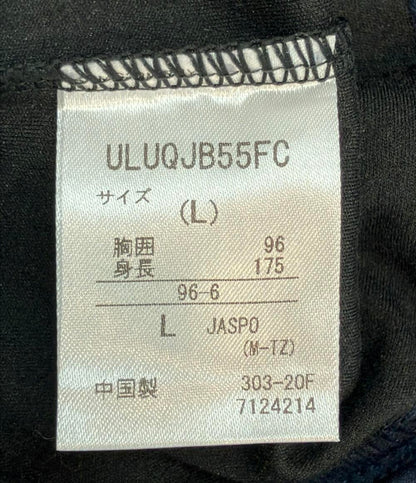 ULUQJB55FC
サイズ
(L)
胸囲 96
身長 175
96-6
L JASPO
(M-TZ)
中国製 303-20F
7124214